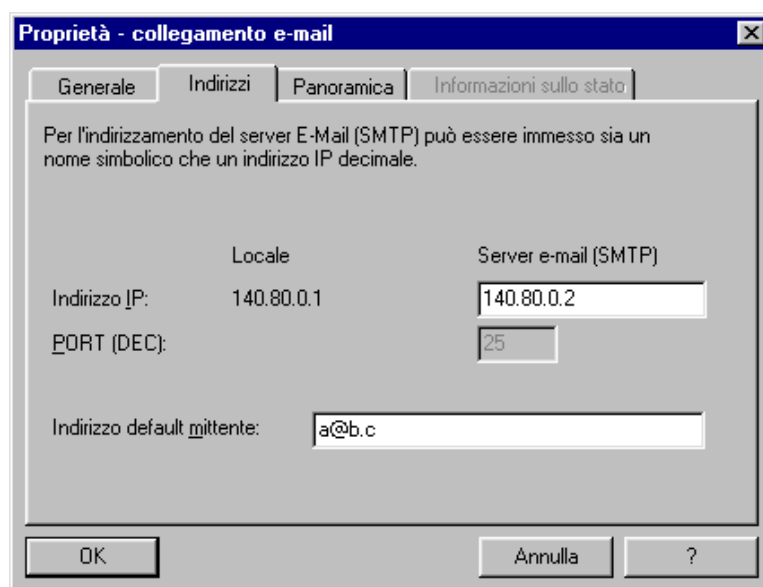 Proprietà - collegamento e-mail
Generale Indirizzi Panoramica Informazioni sullo stato
Per l'indirizzamento del server E-Mail (SMTP) può essere immesso sia un
nome simbolico che un indirizzo IP decimale.
Locale Server e-mail (SMTP)
Indirizzo IP: 140.80.0.1 140.80.0.2
PORT (DEC): 25
Indirizzo default mittente: a@b.c
OK Annulla ?